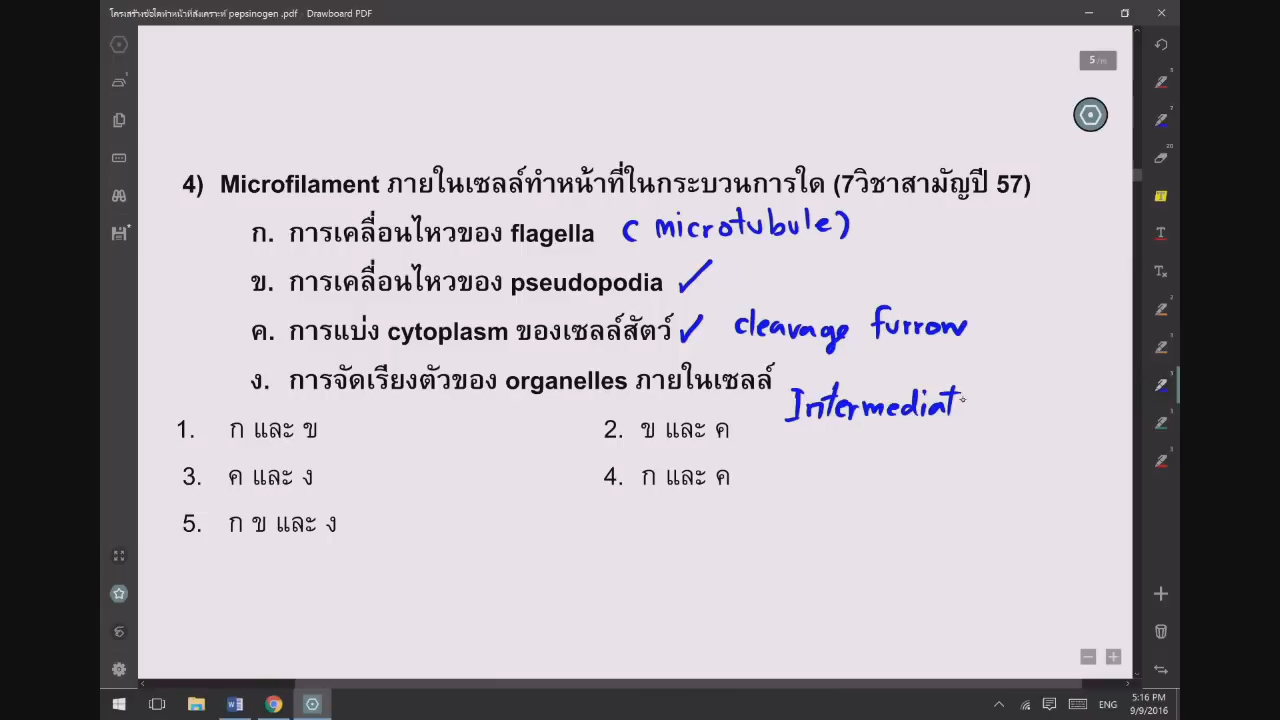 โครงสร้างข้อใดทำหน้าที่สังเคราะห์ pepsinogen .pdf - Drawboard PDF
5 /15
4) Microfilament ภายในเซลล์ทำหน้าที่ในกระบวนการใด (7วิชาสามัญปี 57)
ก. การเคลื่อนไหวของ flagella (microtubule)
ข. การเคลื่อนไหวของ pseudopodia ✓
ค. การแบ่ง cytoplasm ของเซลล์สัตว์ ✓ cleavage furrow
ง. การจัดเรียงตัวของ organelles ภายในเซลล์
Intermediat
1. ก และ ข 2. ข และ ค
3. ค และ ง 4. ก และ ค
5. ก ข และ ง
ENG
5:16 PM
9/9/2016